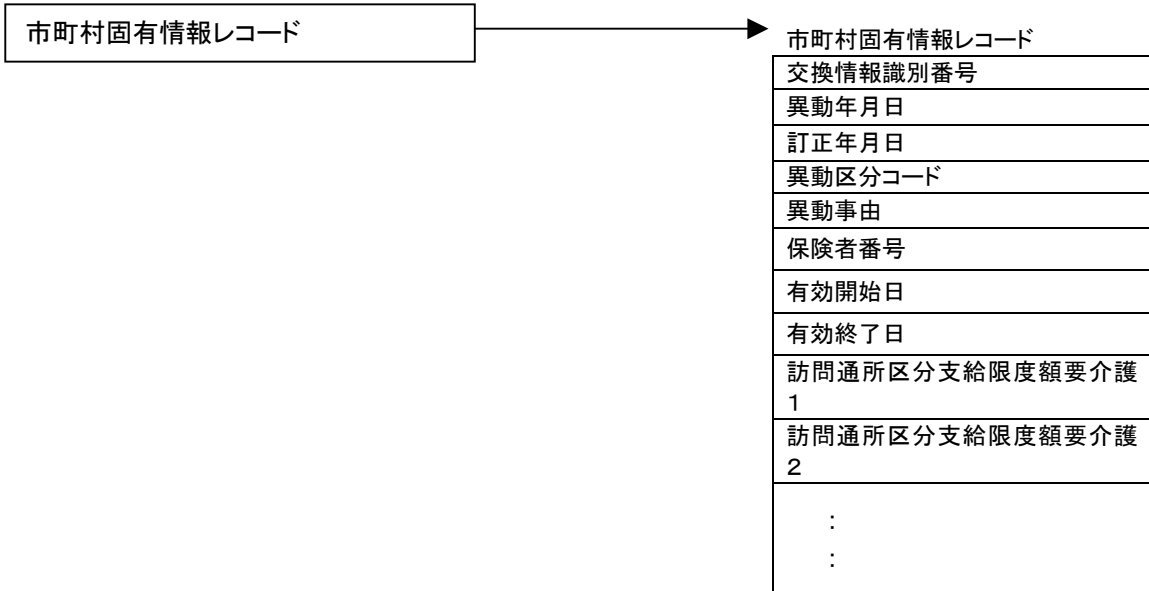 市町村固有情報レコード
市町村固有情報レコード
交換情報識別番号
異動年月日
訂正年月日
異動区分コード
異動事由
保険者番号
有効開始日
有効終了日
訪問通所区分支給限度額要介護
１
訪問通所区分支給限度額要介護
２
：
：